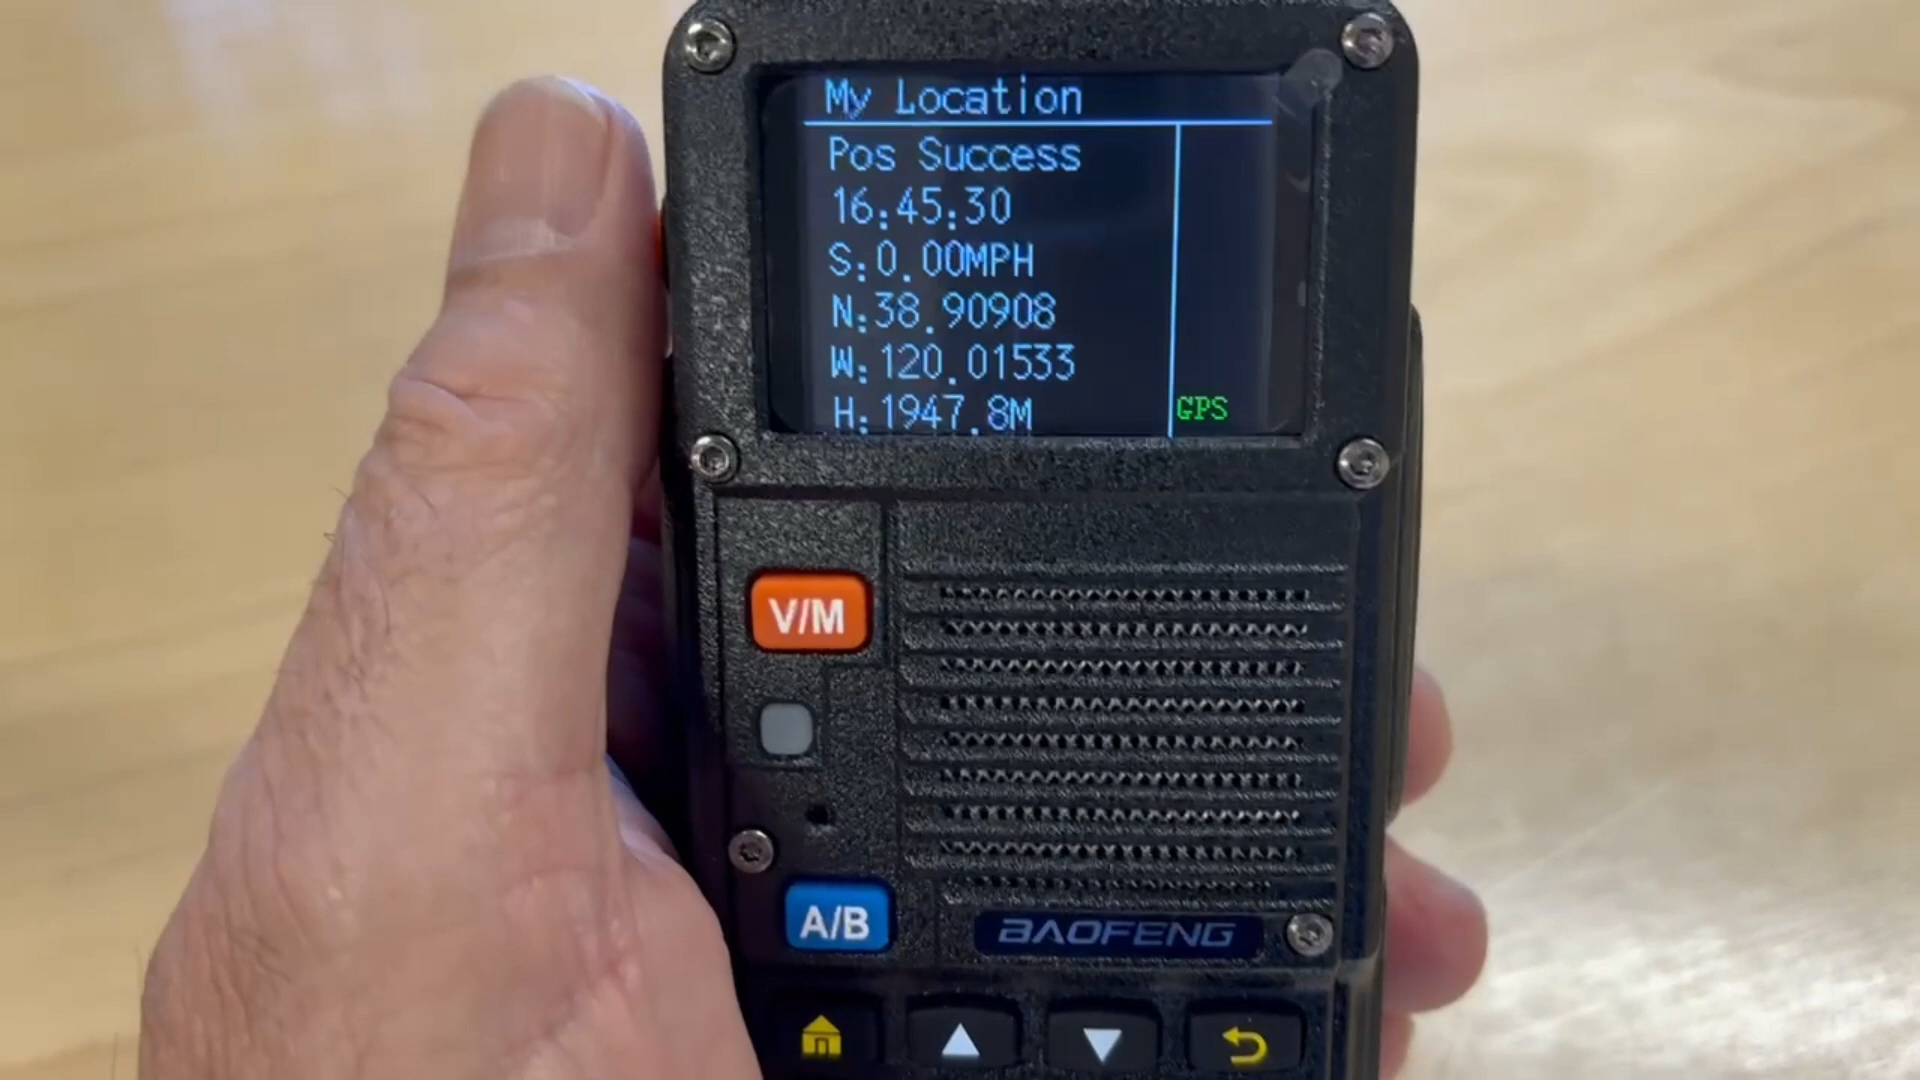 My Location
Pos Success
16:45:30
S:0.00MPH
N:38.90908
W:120.01533
H:1947.8M
GPS
V/M
A/B
BAOFENG